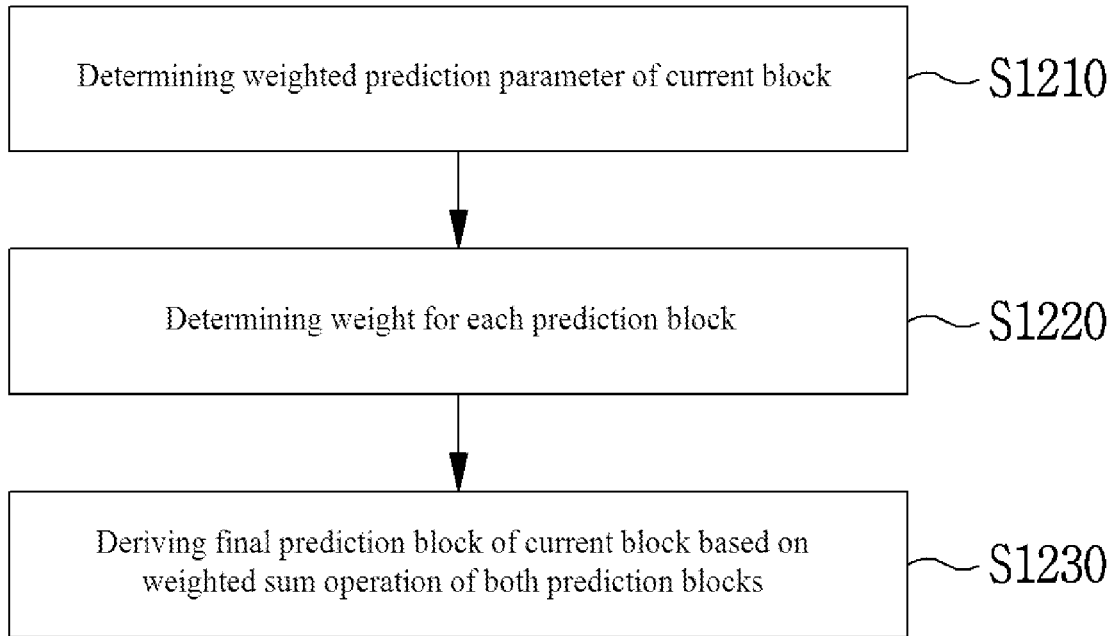 Determining weighted prediction parameter of current block
S1210
Determining weight for each prediction block
S1220
Deriving final prediction block of current block based on
weighted sum operation of both prediction blocks
S1230